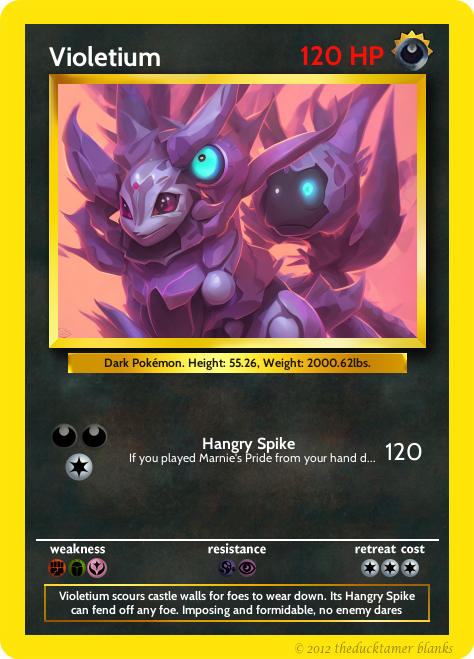 Violetium
120 HP
Dark Pokémon. Height: 55.26, Weight: 2000.62lbs.
Hangry Spike
If you played Marnie's Pride from your hand d...
120
weakness
resistance
retreat cost
Violetium scours castle walls for foes to wear down. Its Hangry Spike
can fend off any foe. Imposing and formidable, no enemy dares
© 2012 theducktamer blanks